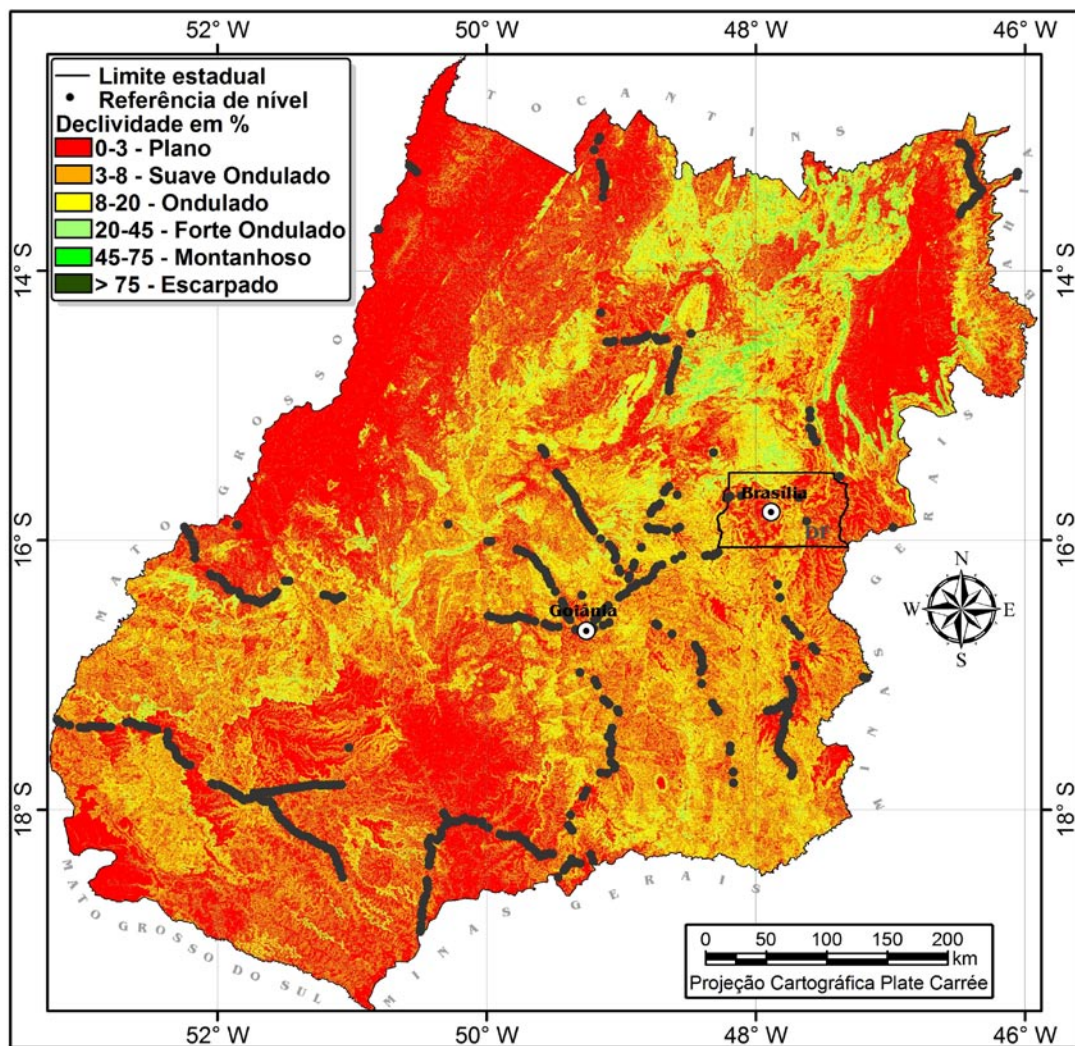 52° W 50° W 48° W 46° W
Limite estadual
Referência de nível
Declividade em %
0-3 - Plano
3-8 - Suave Ondulado
8-20 - Ondulado
20-45 - Forte Ondulado
45-75 - Montanhoso
> 75 - Escarpado
TOCANTINS
BAHIA
14° S 14° S
MATO GROSSO
MINAS GERAIS
Brasília
DF
16° S 16° S
Goiânia
N
W E
S
18° S 18° S
MATO GROSSO DO SUL
MINAS GERAIS
0 50 100 150 200
km
Projeção Cartográfica Plate Carrée
52° W 50° W 48° W 46° W